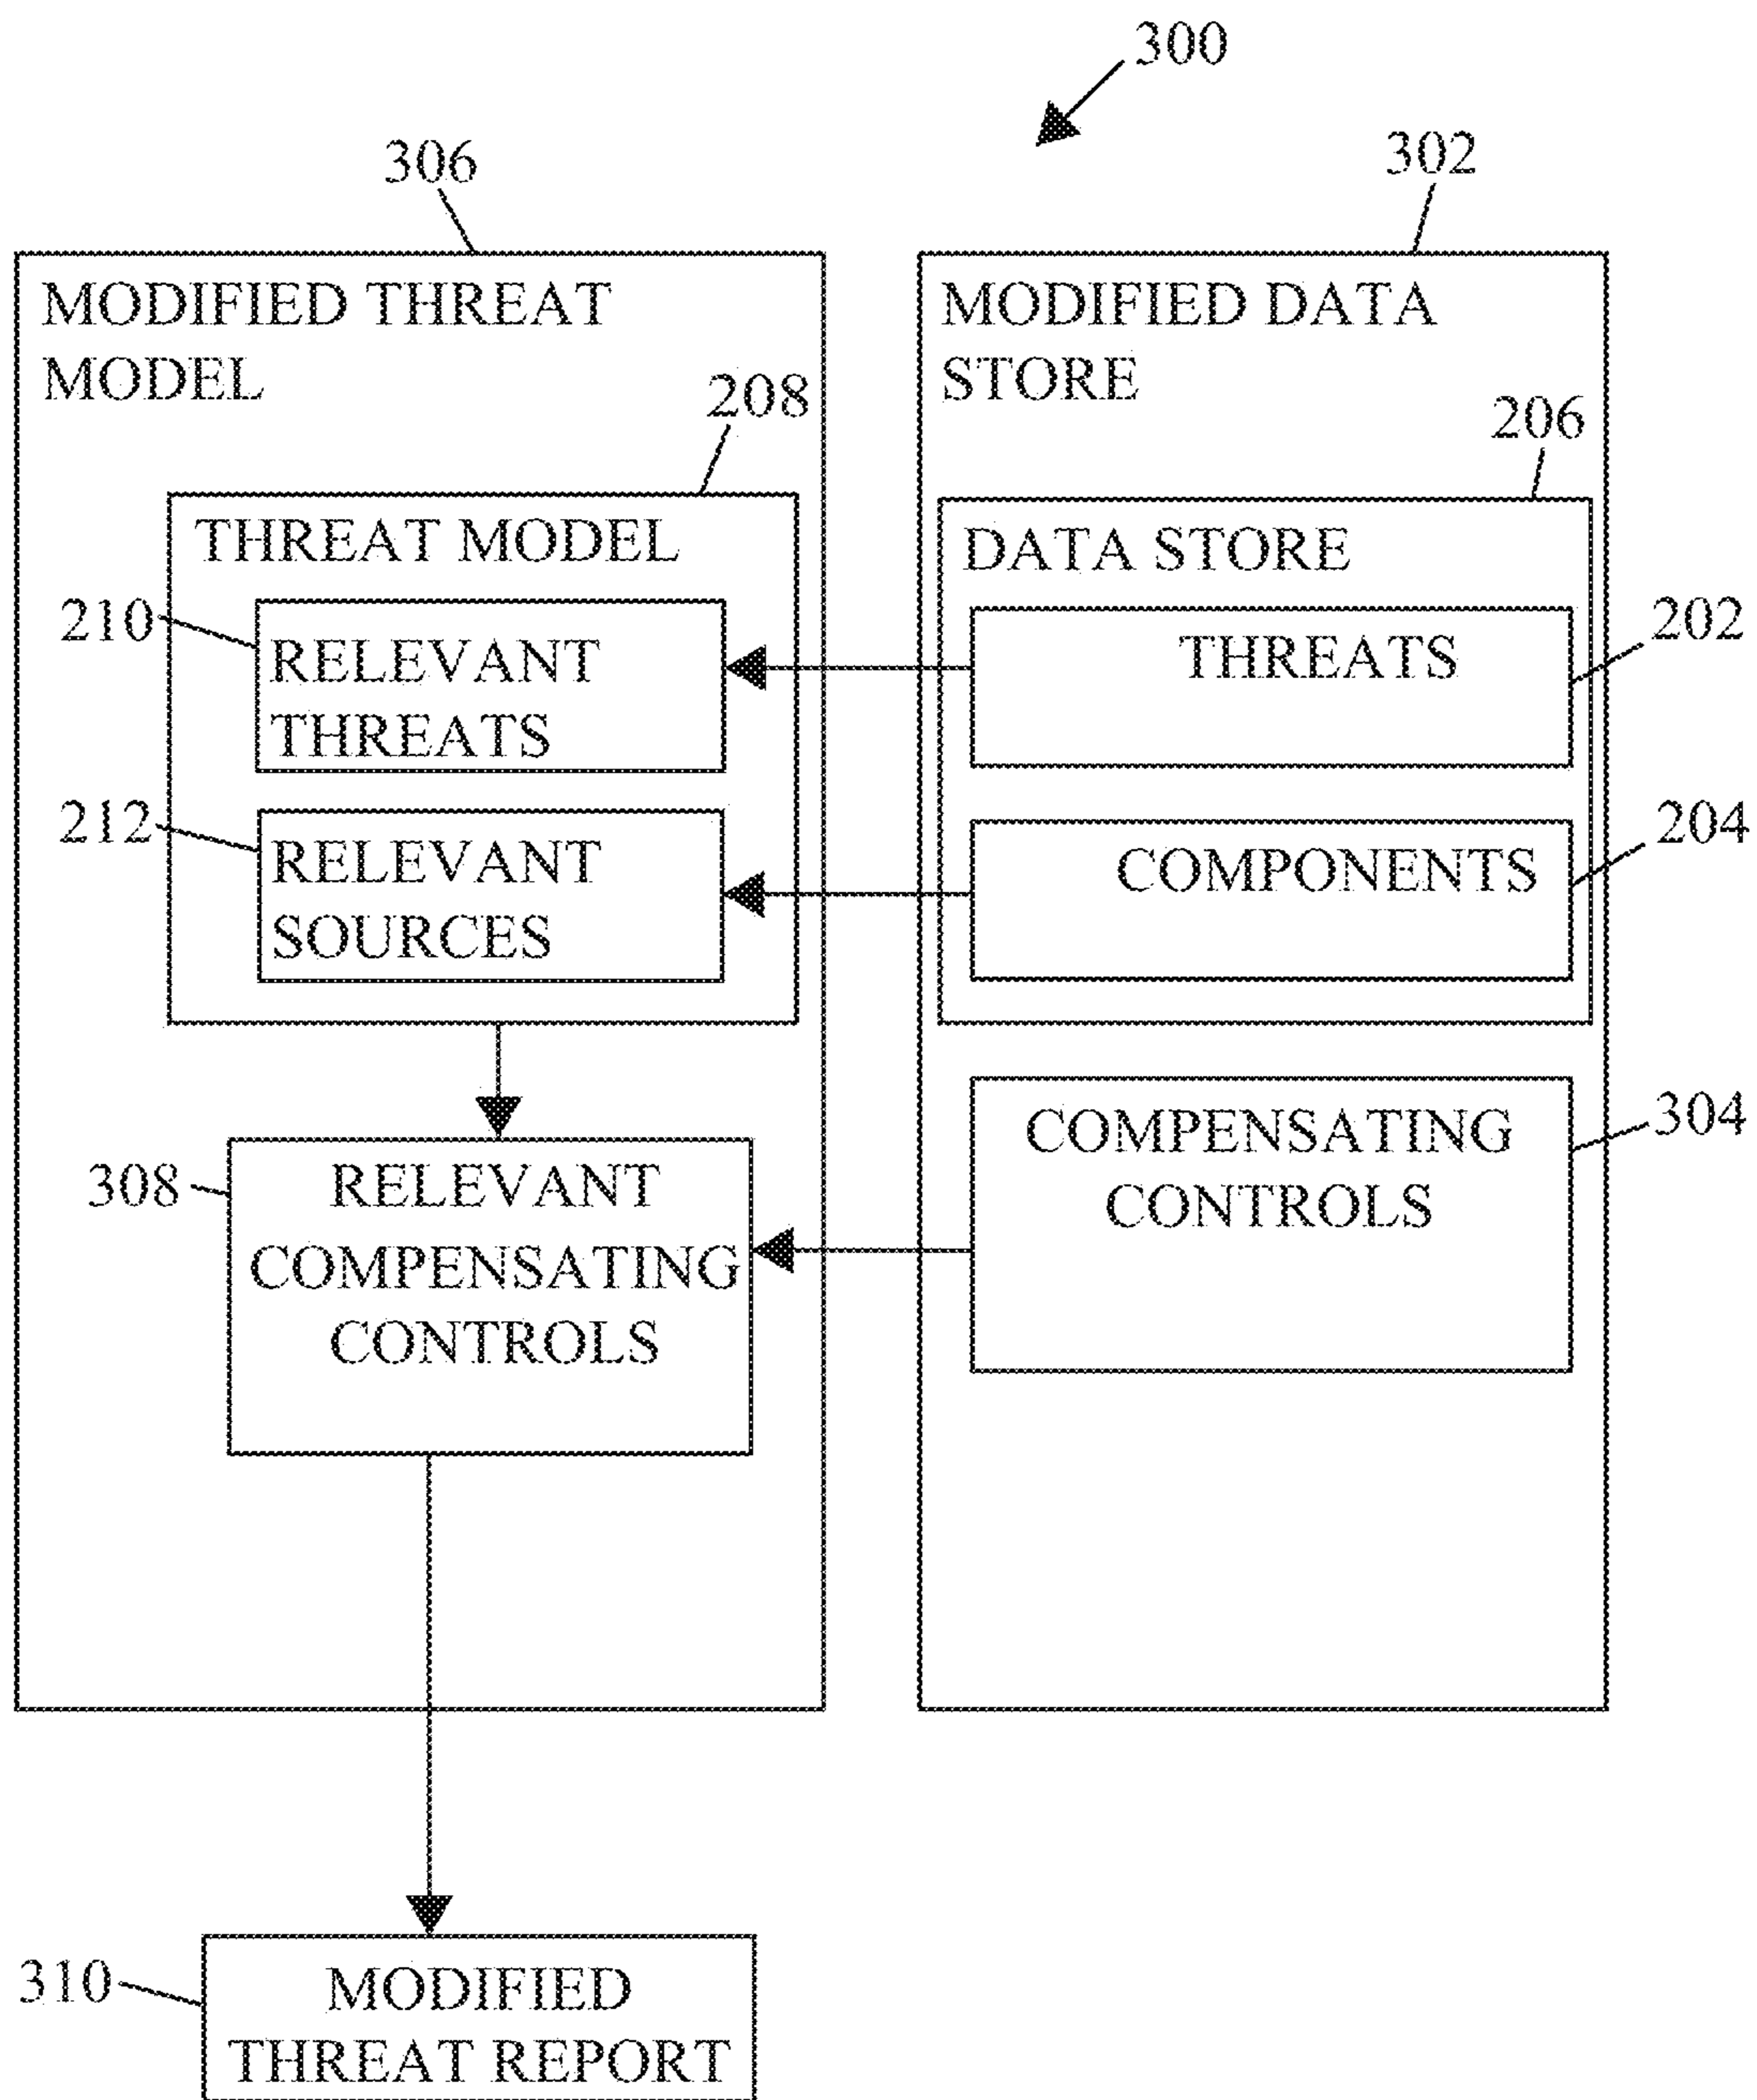 300
306
302
MODIFIED THREAT
MODEL
MODIFIED DATA
STORE
208
206
THREAT MODEL
DATA STORE
210
RELEVANT
THREATS
THREATS
202
212
RELEVANT
SOURCES
COMPONENTS
204
308
RELEVANT
COMPENSATING
CONTROLS
COMPENSATING
CONTROLS
304
310
MODIFIED
THREAT REPORT